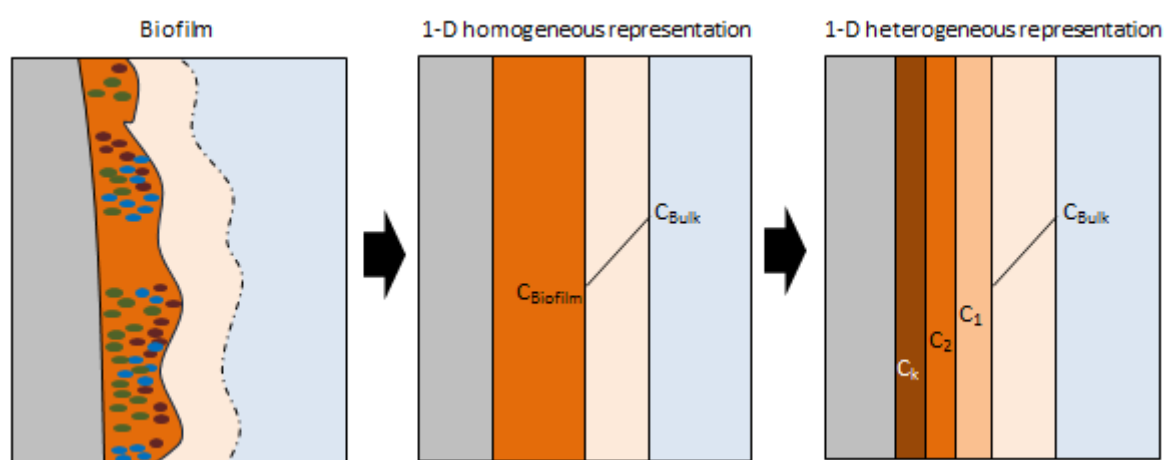 Biofilm
1-D homogeneous representation
1-D heterogeneous representation
CBulk
CBiofilm
CBulk
C1
C2
Ck